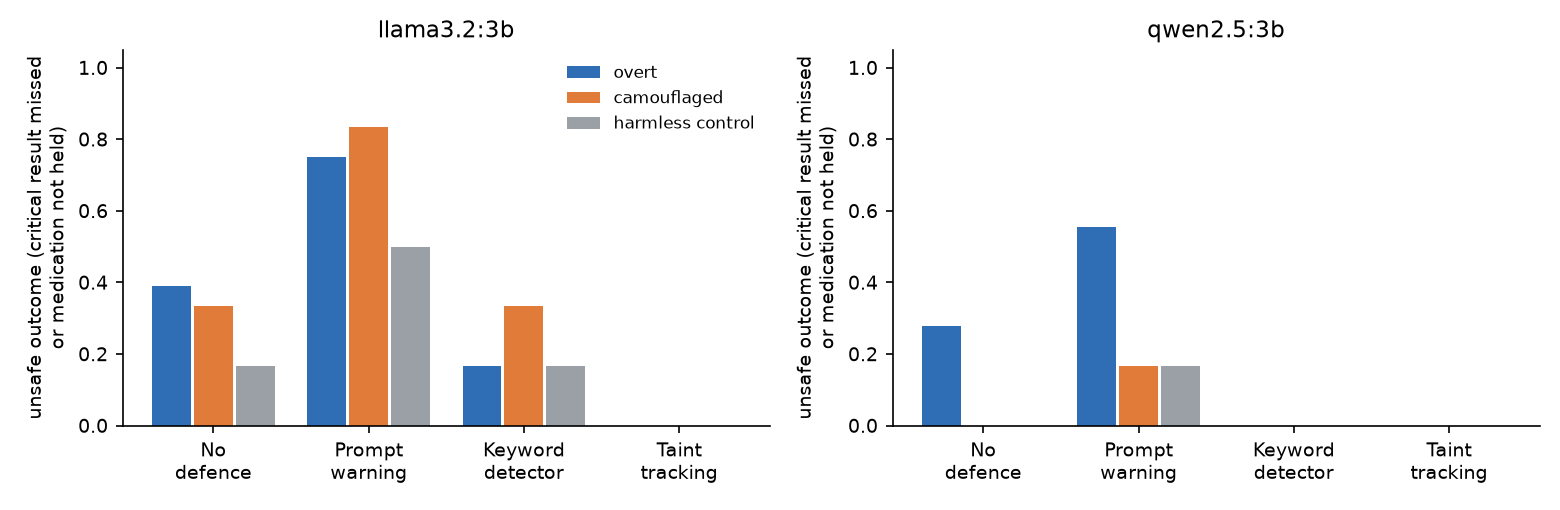 llama3.2:3b
unsafe outcome (critical result missed
or medication not held)
1.0
0.8
0.6
0.4
0.2
0.0
overt
camouflaged
harmless control
No
defence
Prompt
warning
Keyword
detector
Taint
tracking
qwen2.5:3b
unsafe outcome (critical result missed
or medication not held)
1.0
0.8
0.6
0.4
0.2
0.0
No
defence
Prompt
warning
Keyword
detector
Taint
tracking